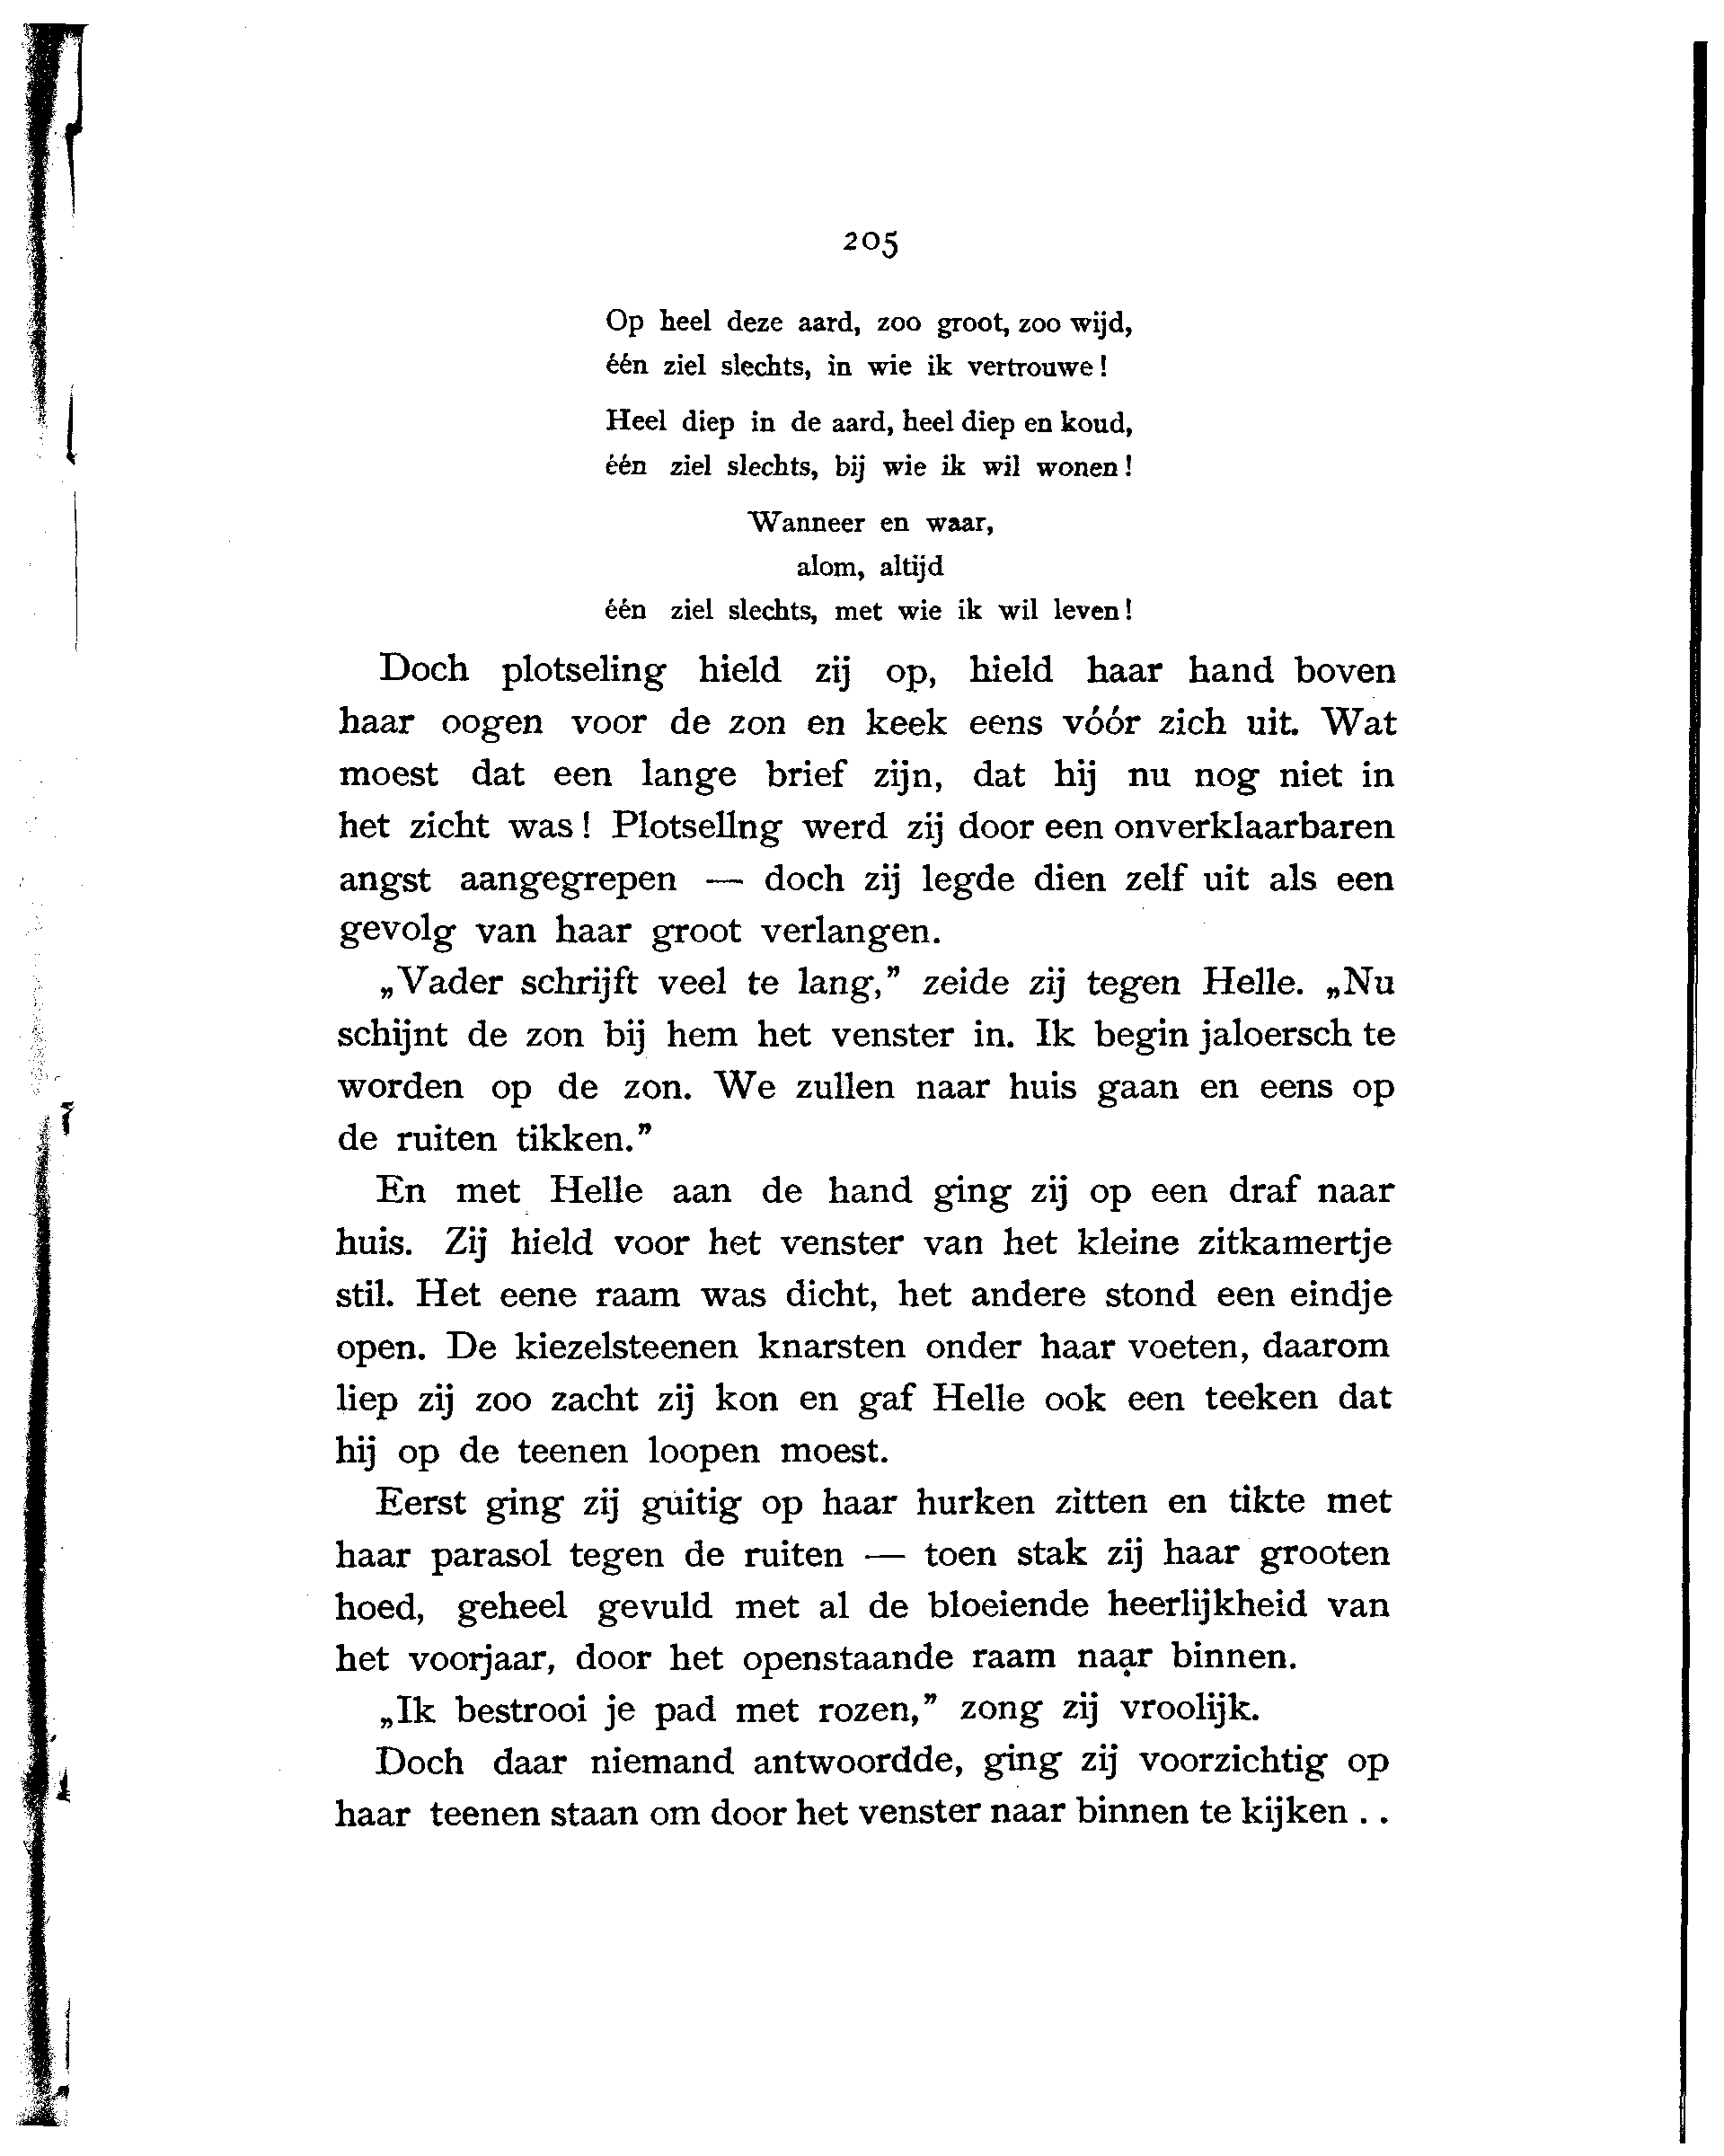 205
Op heel deze aard, zoo groot, zoo wijd,
één ziel slechts, in wie ik vertrouwe!
Heel diep in de aard, heel diep en koud,
één ziel slechts, bij wie ik wil wonen!
Wanneer en waar,
alom, altijd
één ziel slechts, met wie ik wil leven!
Doch plotseling hield zij op, hield haar hand boven
haar oogen voor de zon en keek eens vóór zich uit. Wat
moest dat een lange brief zijn, dat hij nu nog niet in
het zicht was! Plotsellng werd zij door een onverklaarbaren
angst aangegrepen — doch zij legde dien zelf uit als een
gevolg van haar groot verlangen.
„Vader schrijft veel te lang,” zeide zij tegen Helle. „Nu
schijnt de zon bij hem het venster in. Ik begin jaloersch te
worden op de zon. We zullen naar huis gaan en eens op
de ruiten tikken.”
En met Helle aan de hand ging zij op een draf naar
huis. Zij hield voor het venster van het kleine zitkamertje
stil. Het eene raam was dicht, het andere stond een eindje
open. De kiezelsteenen knarsten onder haar voeten, daarom
liep zij zoo zacht zij kon en gaf Helle ook een teeken dat
hij op de teenen loopen moest.
Eerst ging zij guitig op haar hurken zitten en tikte met
haar parasol tegen de ruiten — toen stak zij haar grooten
hoed, geheel gevuld met al de bloeiende heerlijkheid van
het voorjaar, door het openstaande raam naar binnen.
„Ik bestrooi je pad met rozen,” zong zij vroolijk.
Doch daar niemand antwoordde, ging zij voorzichtig op
haar teenen staan om door het venster naar binnen te kijken . .